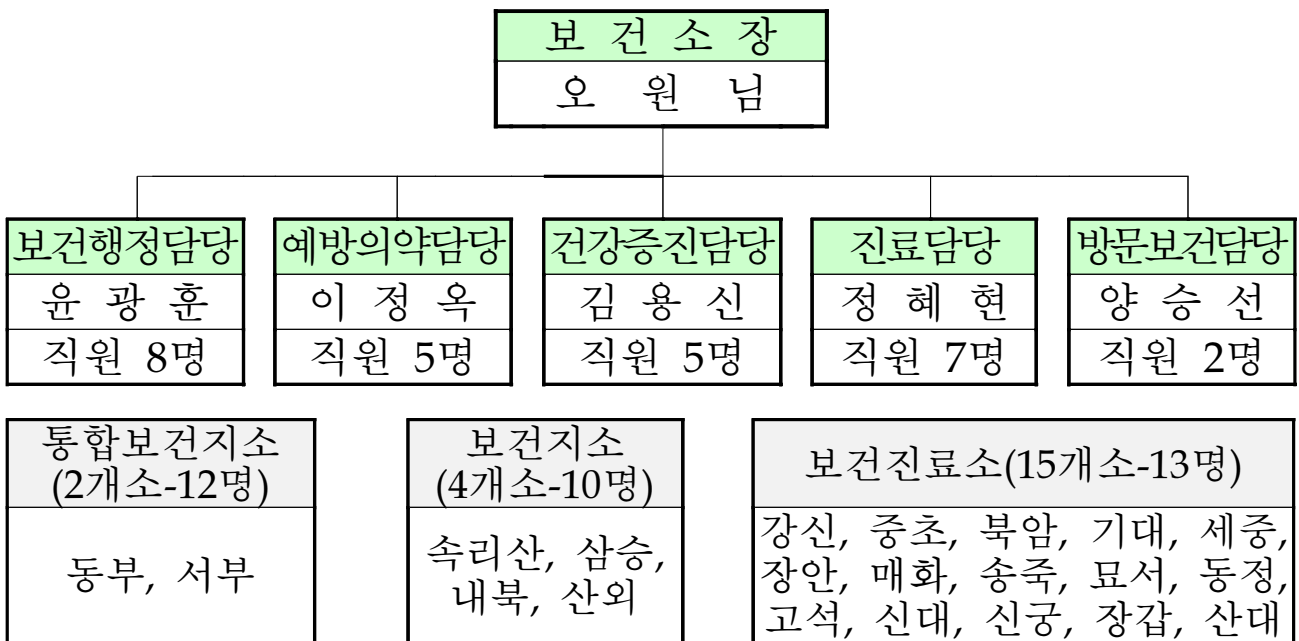 보 건 소 장
오 원 님
보건행정담당
윤 광 훈
직원 8명
예방의약담당
이 정 옥
직원 5명
건강증진담당
김 용 신
직원 5명
진료담당
정 혜 현
직원 7명
방문보건담당
양 승 선
직원 2명
통합보건지소
(2개소-12명)
동부, 서부
보건지소
(4개소-10명)
속리산, 삼승,
내북, 산외
보건진료소(15개소-13명)
강신, 중초, 북암, 기대, 세중,
장안, 매화, 송죽, 묘서, 동정,
고석, 신대, 신궁, 장갑, 산대